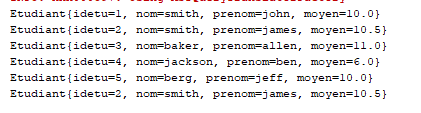 Etudiant{idetu=1, nom=smith, prenom=john, moyen=10.0}
Etudiant{idetu=2, nom=smith, prenom=james, moyen=10.5}
Etudiant{idetu=3, nom=baker, prenom=allen, moyen=11.0}
Etudiant{idetu=4, nom=jackson, prenom=ben, moyen=6.0}
Etudiant{idetu=5, nom=berg, prenom=jeff, moyen=10.0}
Etudiant{idetu=2, nom=smith, prenom=james, moyen=10.5}